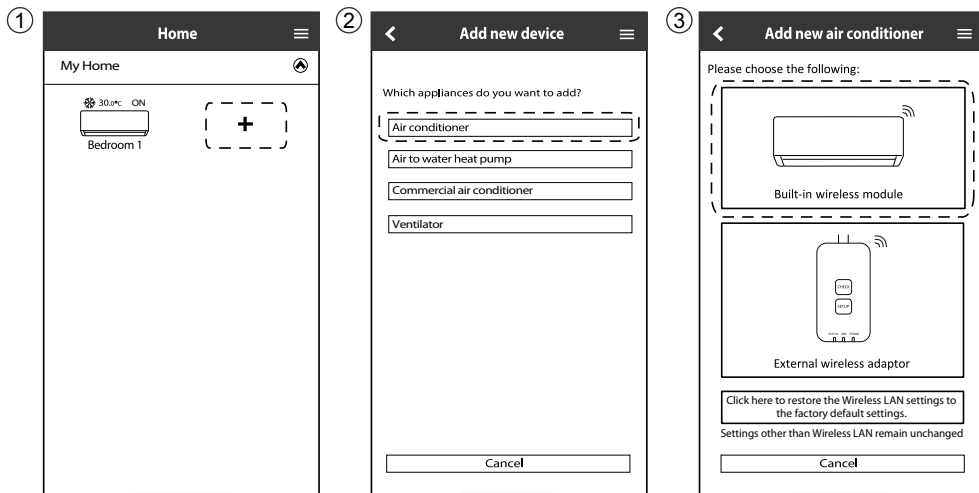 ①
Home
My Home
30.0°C ON
Bedroom 1
+
②
Add new device
Which appliances do you want to add?
Air conditioner
Air to water heat pump
Commercial air conditioner
Ventilator
Cancel
③
Add new air conditioner
Please choose the following:
Built-in wireless module
CHECK
SETUP
STATUS LINK POWER
External wireless adaptor
Click here to restore the Wireless LAN settings to
the factory default settings.
Settings other than Wireless LAN remain unchanged
Cancel